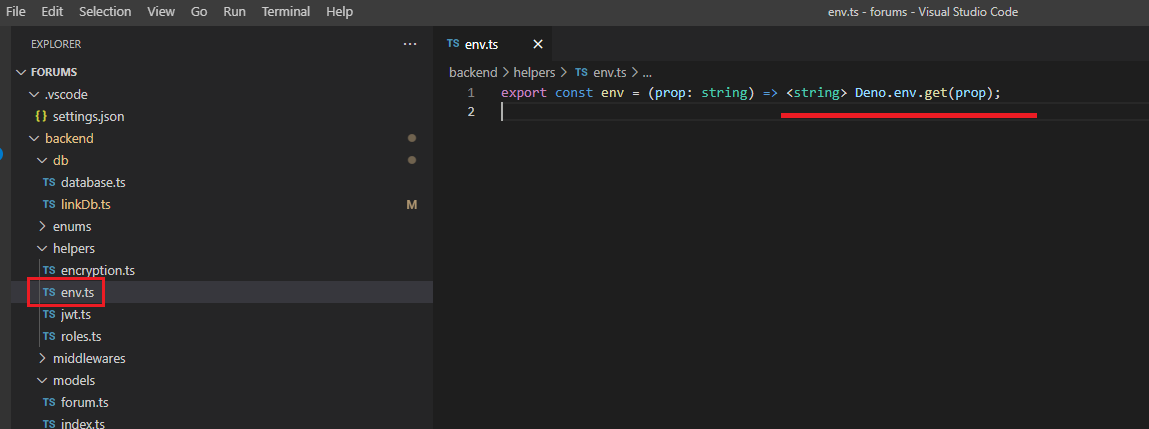 File Edit Selection View Go Run Terminal Help env.ts - forums - Visual Studio Code
EXPLORER ···
FORUMS
.vscode
{} settings.json
backend
db
TS database.ts
TS linkDb.ts M
enums
helpers
TS encryption.ts
TS env.ts
TS jwt.ts
TS roles.ts
middlewares
models
TS forum.ts
TS index.ts
TS env.ts ×
backend > helpers > TS env.ts > ...
1 export const env = (prop: string) => <string> Deno.env.get(prop);
2